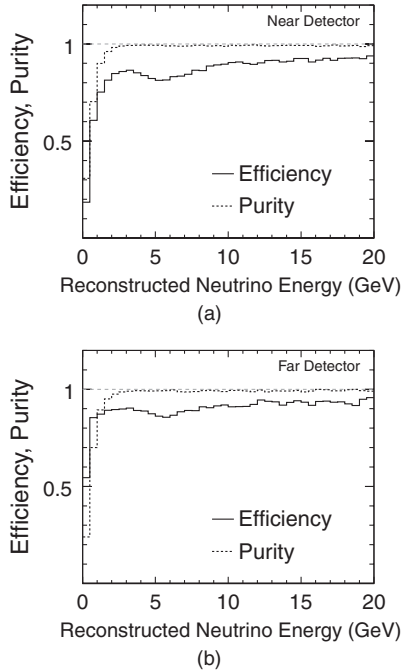 Near Detector
1
0.5
Efficiency, Purity
Efficiency
Purity
0 5 10 15 20
Reconstructed Neutrino Energy (GeV)
(a)
Far Detector
1
0.5
Efficiency, Purity
Efficiency
Purity
0 5 10 15 20
Reconstructed Neutrino Energy (GeV)
(b)